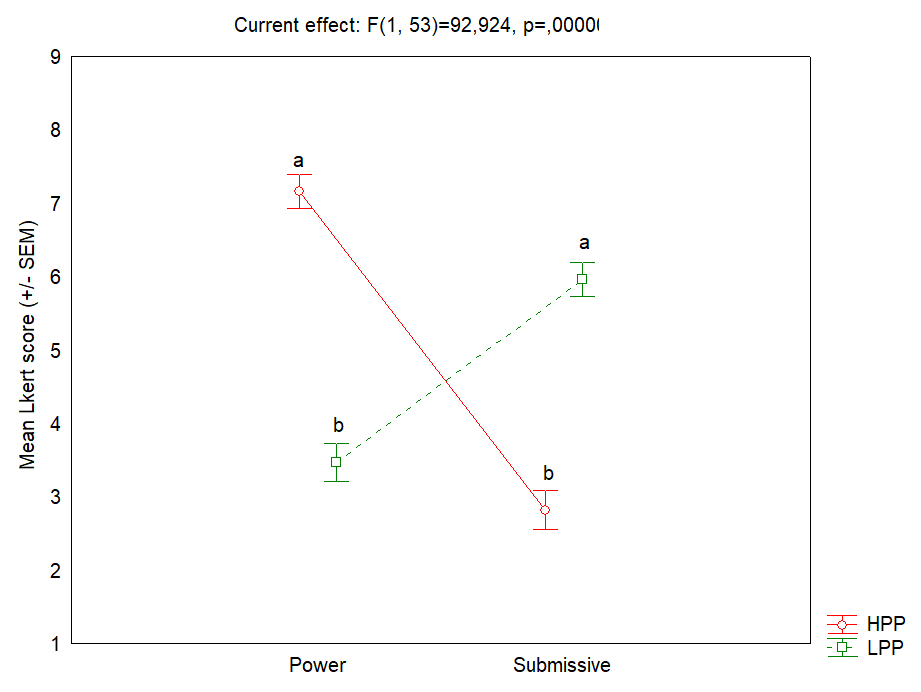 Current effect: F(1, 53)=92,924, p=,0000
Mean Lkert score (+/- SEM)
9
8
7
6
5
4
3
2
1
a
a
b
b
Power Submissive
HPP
LPP